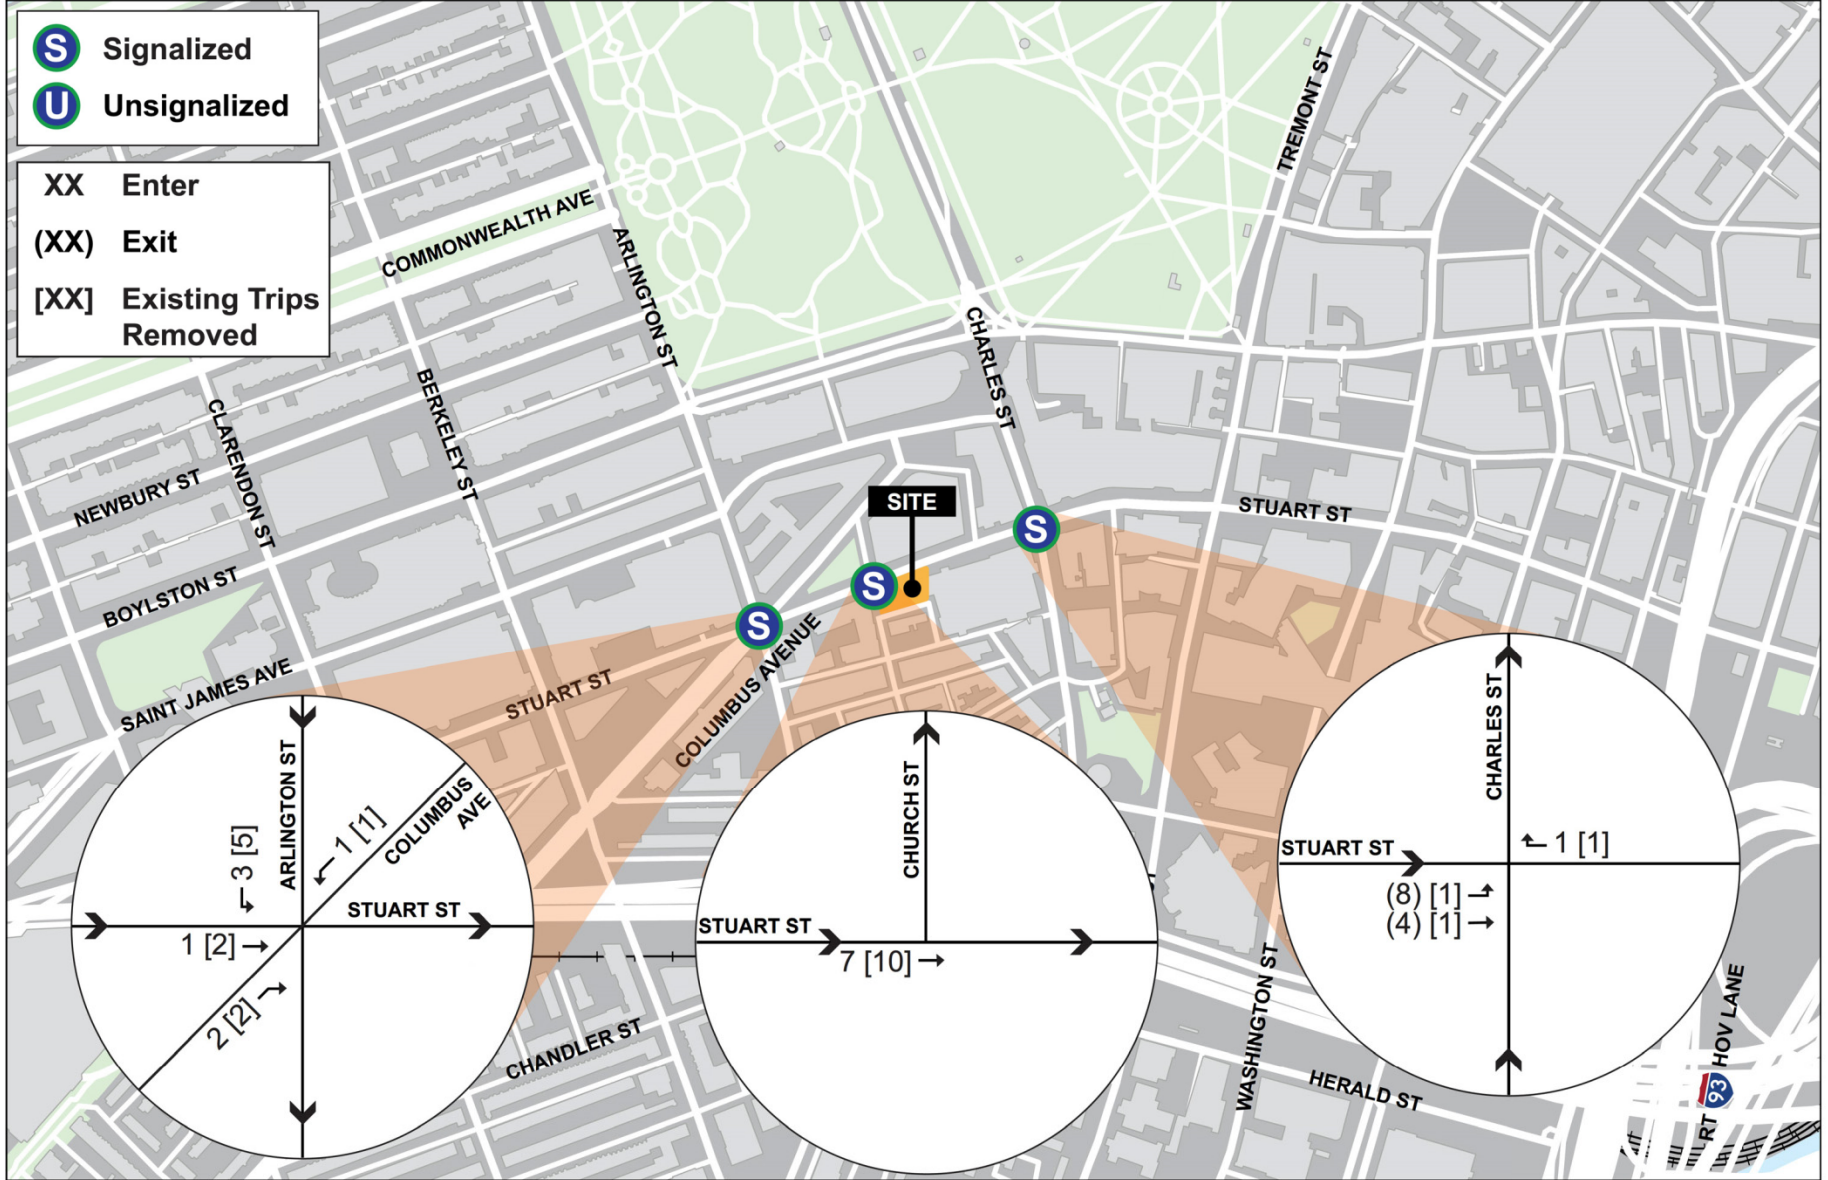 S Signalized
U Unsignalized
XX Enter
(XX) Exit
[XX] Existing Trips
Removed
COMMONWEALTH AVE
ARLINGTON ST
TREMONT ST
CHARLES ST
BERKELEY ST
CLARENDON ST
NEWBURY ST
BOYLSTON ST
SAINT JAMES AVE
STUART ST
COLUMBUS AVENUE
SITE
S
S
S
STUART ST
ARLINGTON ST
COLUMBUS
AVE
3 [5]
1 [1]
STUART ST
1 [2]
2 [2]
CHURCH ST
STUART ST
7 [10]
CHARLES ST
STUART ST
1 [1]
(8) [1]
(4) [1]
CHANDLER ST
WASHINGTON ST
HERALD ST
RT 93 HOV LANE